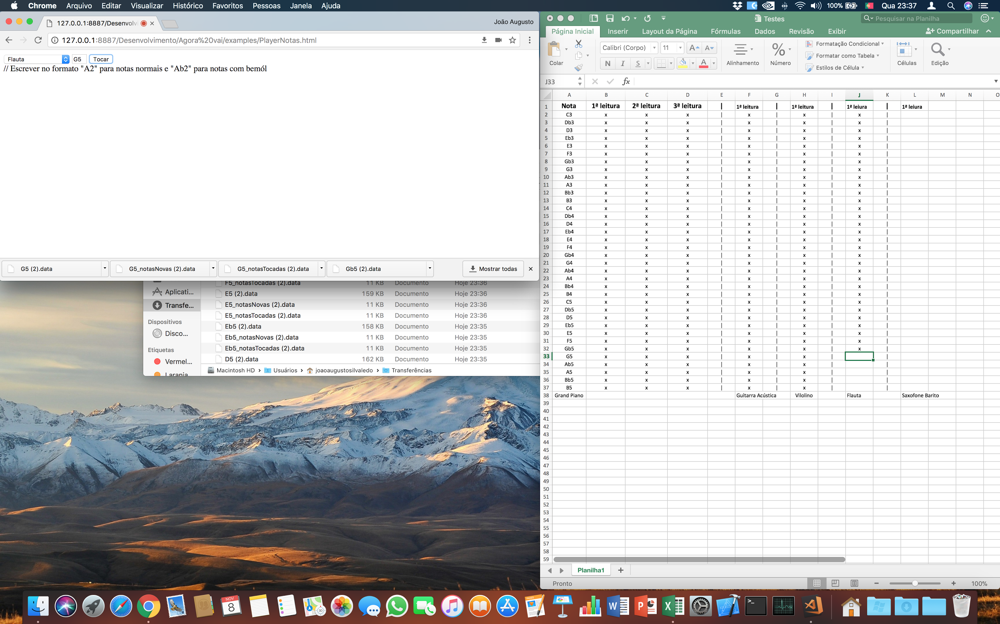 Chrome Arquivo Editar Visualizar Histórico Favoritos Pessoas Janela Ajuda 100% Qua 23:37
127.0.0.1:8887/Desenvolvi João Augusto
127.0.0.1:8887/Desenvolvimento/Agora%20vai/examples/PlayerNotas.html
Flauta G5 Tocar
// Escrever no formato "A2" para notas normais e "Ab2" para notas com bemól
G5 (2).data G5_notasNovas (2).data G5_notasTocadas (2).data Gb5 (2).data Mostrar todas
F5_notasTocadas (2).data 11 KB Documento Hoje 23:36
Aplicati... E5 (2).data 159 KB Documento Hoje 23:36
Transfe... E5_notasNovas (2).data 11 KB Documento Hoje 23:36
E5_notasTocadas (2).data 11 KB Documento Hoje 23:36
Dispositivos Eb5 (2).data 158 KB Documento Hoje 23:35
Disco... Eb5_notasNovas (2).data 11 KB Documento Hoje 23:35
Etiquetas Eb5_notasTocadas (2).data 11 KB Documento Hoje 23:35
Vermel... D5 (2).data 162 KB Documento Hoje 23:35
Laranja Macintosh HD › Usuários › joaoaugustosilvaledo › Transferências
Testes Pesquisar na Planilha
Página Inicial Inserir Layout da Página Fórmulas Dados Revisão Exibir Compartilhar
Calibri (Corpo) 11 A A Formatação Condicional
N I S A Formatar como Tabela
Colar Alinhamento % Número Estilos de Célula Células Edição
J33 fx
A B C D E F G H I J K L M N O
1 Nota 1ª leitura 2ª leitura 3ª leitura | 1ª leitura | 1ª leitura | 1ª leiura | 1ª leiura
2 C3 x x x | x | x | x |
3 Db3 x x x | x | x | x |
4 D3 x x x | x | x | x |
5 Eb3 x x x | x | x | x |
6 E3 x x x | x | x | x |
7 F3 x x x | x | x | x |
8 Gb3 x x x | x | x | x |
9 G3 x x x | x | x | x |
10 Ab3 x x x | x | x | x |
11 A3 x x x | x | x | x |
12 Bb3 x x x | x | x | x |
13 B3 x x x | x | x | x |
14 C4 x x x | x | x | x |
15 Db4 x x x | x | x | x |
16 D4 x x x | x | x | x |
17 Eb4 x x x | x | x | x |
18 E4 x x x | x | x | x |
19 F4 x x x | x | x | x |
20 Gb4 x x x | x | x | x |
21 G4 x x x | x | x | x |
22 Ab4 x x x | x | x | x |
23 A4 x x x | x | x | x |
24 Bb4 x x x | x | x | x |
25 B4 x x x | x | x | x |
26 C5 x x x | x | x | x |
27 Db5 x x x | x | x | x |
28 D5 x x x | x | x | x |
29 Eb5 x x x | x | x | x |
30 E5 x x x | x | x | x |
31 F5 x x x | x | x | x |
32 Gb5 x x x | x | x | x |
33 G5 x x x | x | x | |
34 Ab5 x x x | x | x | |
35 A5 x x x | x | x | |
36 Bb5 x x x | x | x | |
37 B5 x x x | x | x | |
38 Grand Piano Guitarra Acústica Vilolino Flauta Saxofone Barito
39
40
41
42
43
44
45
46
47
48
49
50
51
52
53
54
55
56
57
58
59
Planilha1 +
Pronto 100%
NOV
8
3D
PAGES
W P X
>_